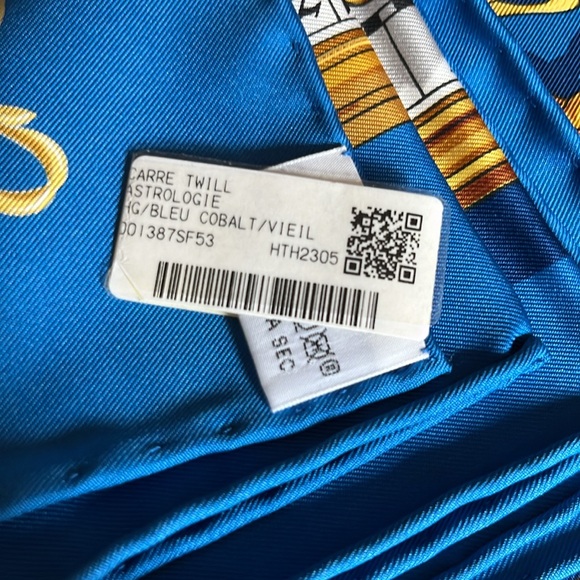 CARRE TWILL
ASTROLOGIE
HG/BLEU COBALT/VIEIL
001387SF53 HTH2305
A SEC